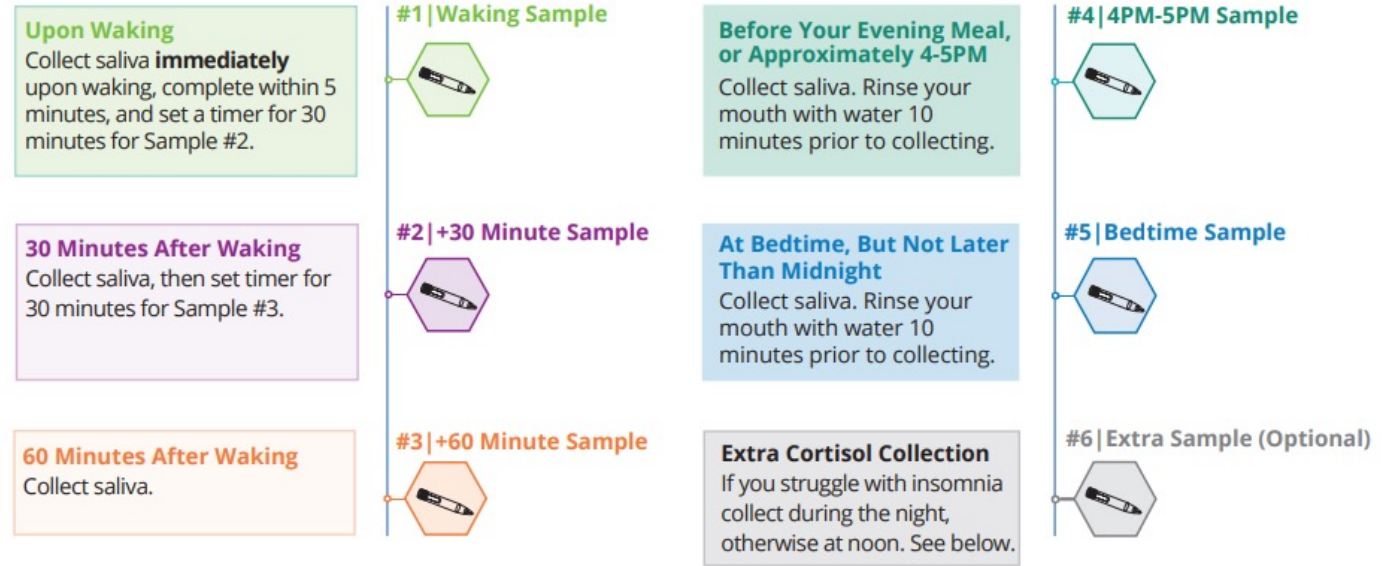 Upon Waking
Collect saliva immediately
upon waking, complete within 5
minutes, and set a timer for 30
minutes for Sample #2.
#1|Waking Sample
30 Minutes After Waking
Collect saliva, then set timer for
30 minutes for Sample #3.
#2|+30 Minute Sample
60 Minutes After Waking
Collect saliva.
#3|+60 Minute Sample
Before Your Evening Meal,
or Approximately 4-5PM
Collect saliva. Rinse your
mouth with water 10
minutes prior to collecting.
#4|4PM-5PM Sample
At Bedtime, But Not Later
Than Midnight
Collect saliva. Rinse your
mouth with water 10
minutes prior to collecting.
#5|Bedtime Sample
Extra Cortisol Collection
If you struggle with insomnia
collect during the night,
otherwise at noon. See below.
#6|Extra Sample (Optional)